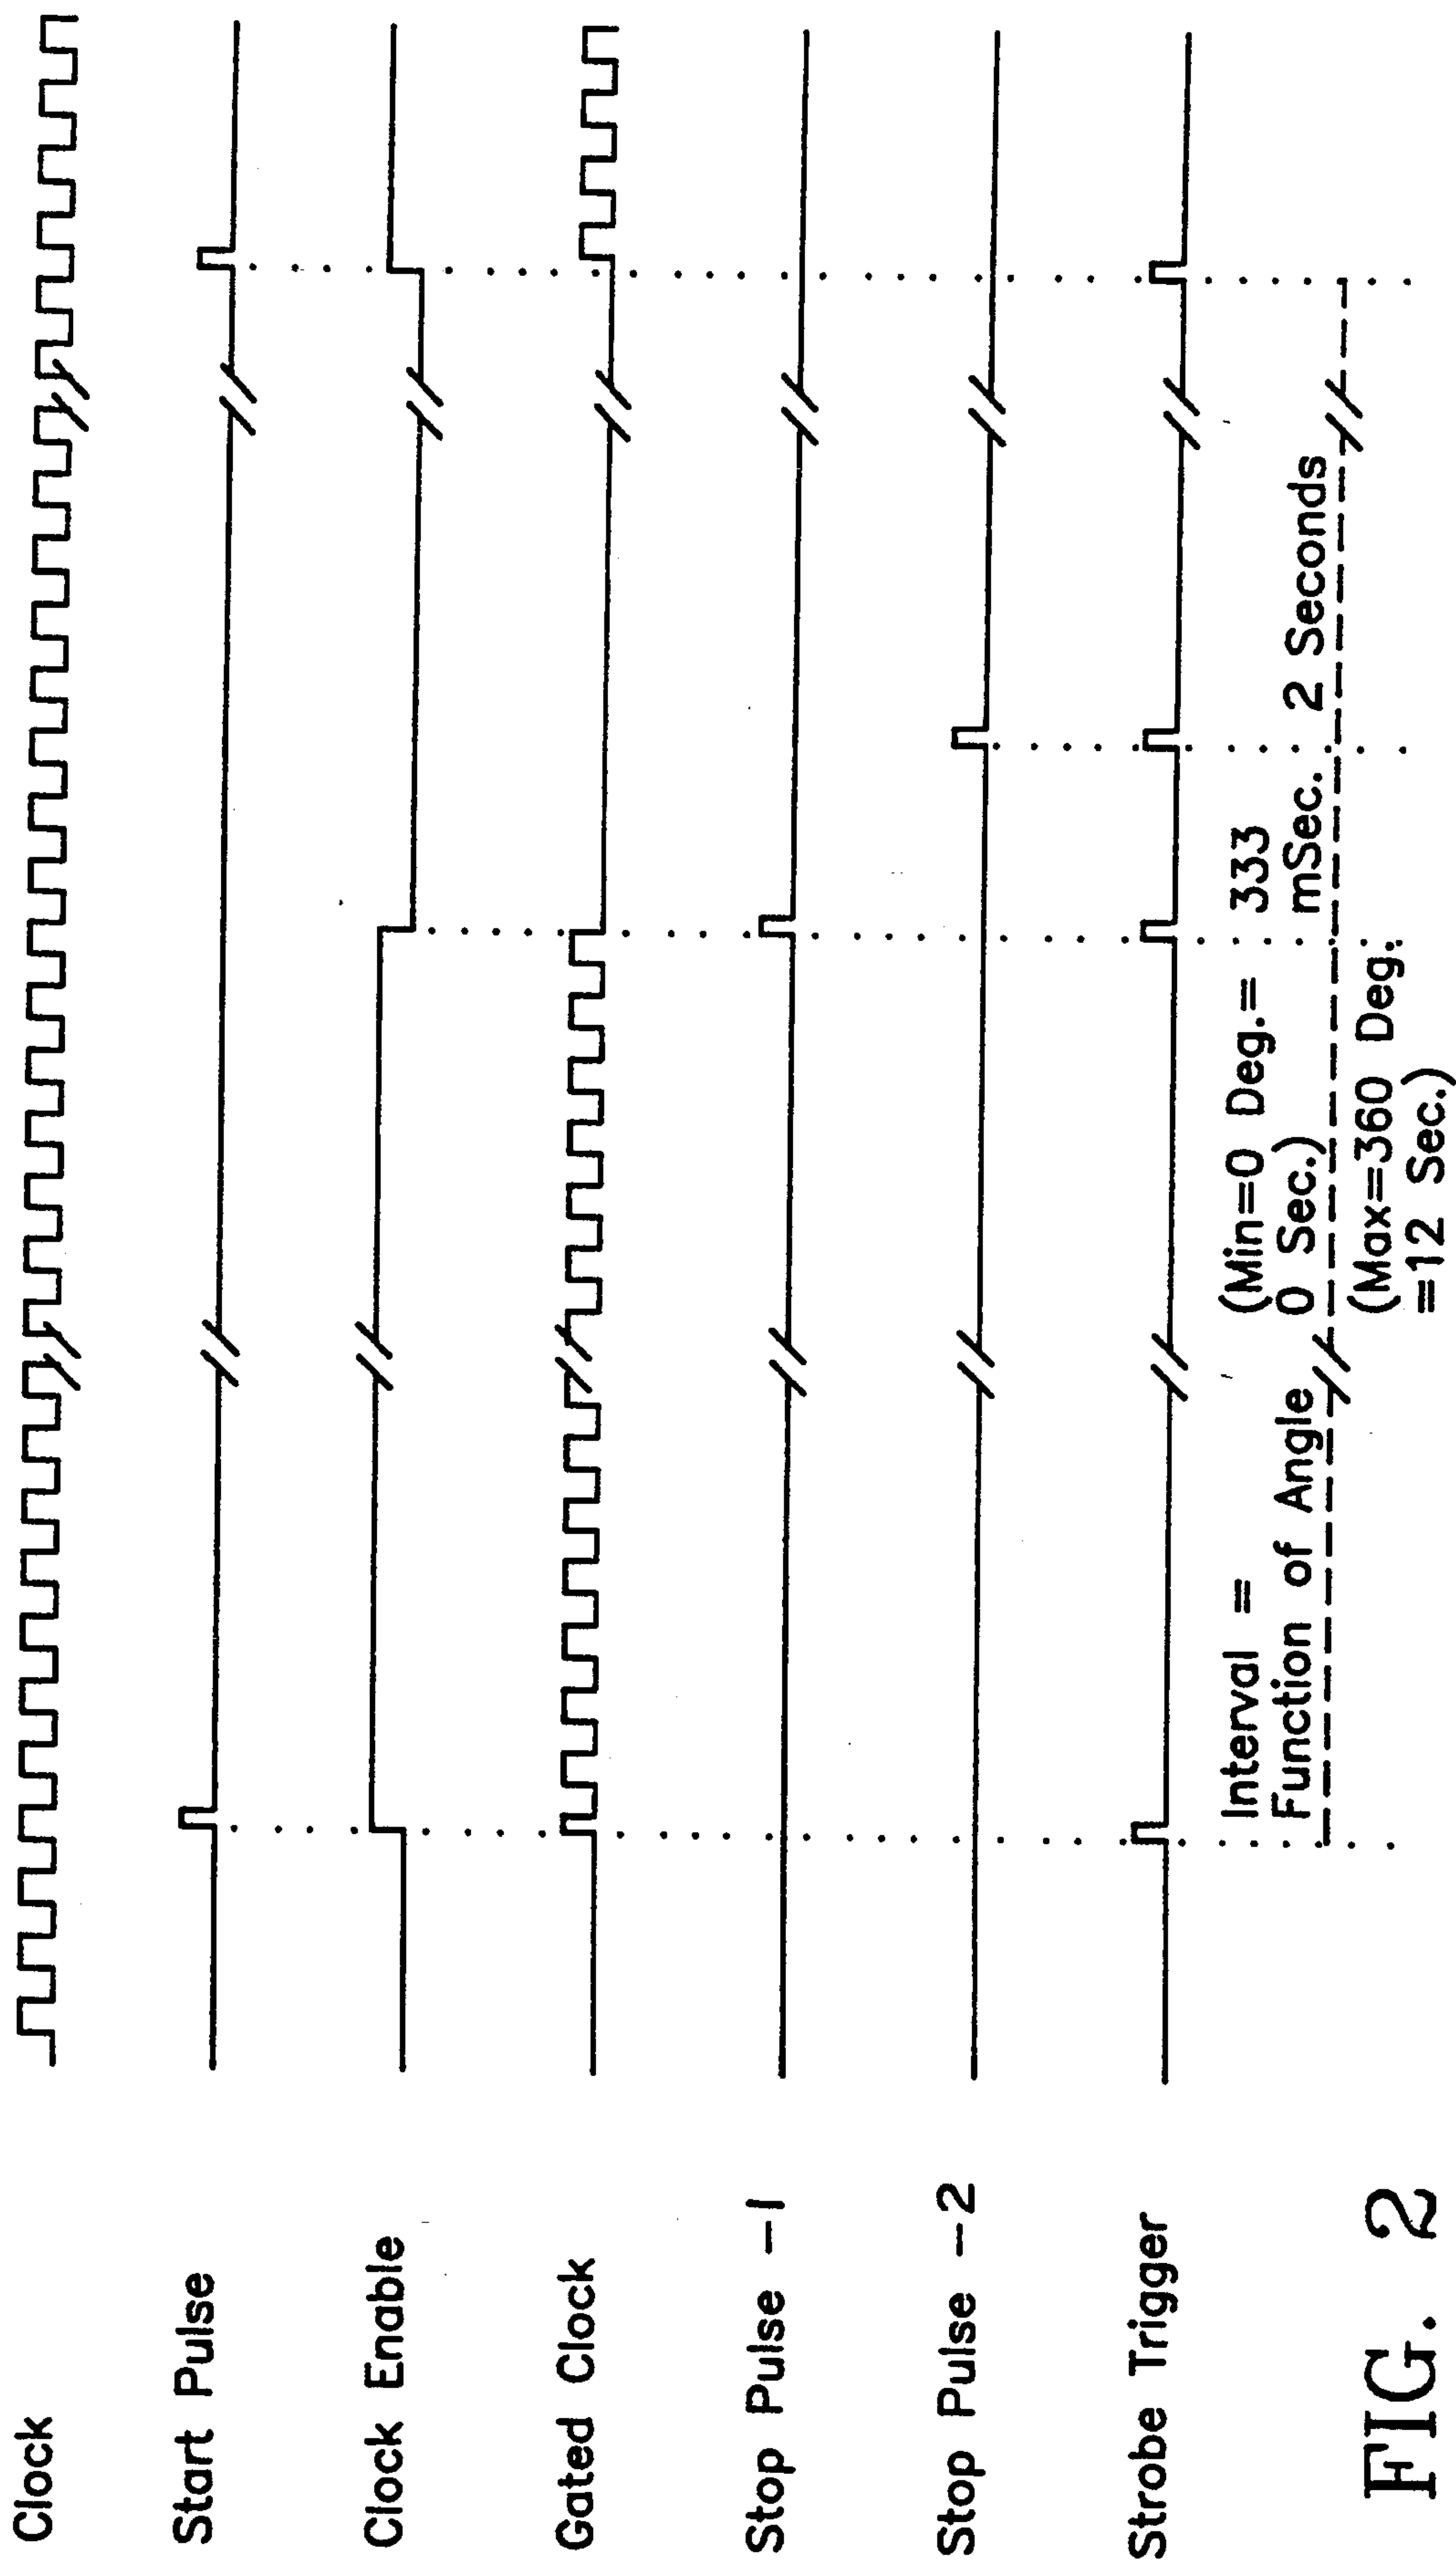 Clock
Start Pulse
Clock Enable
Gated Clock
Stop Pulse –1
Stop Pulse –2
Strobe Trigger
Interval =
Function of Angle
(Min=0 Deg.=
0 Sec.)
333
mSec.
2 Seconds
(Max=360 Deg.
=12 Sec.)
FIG. 2